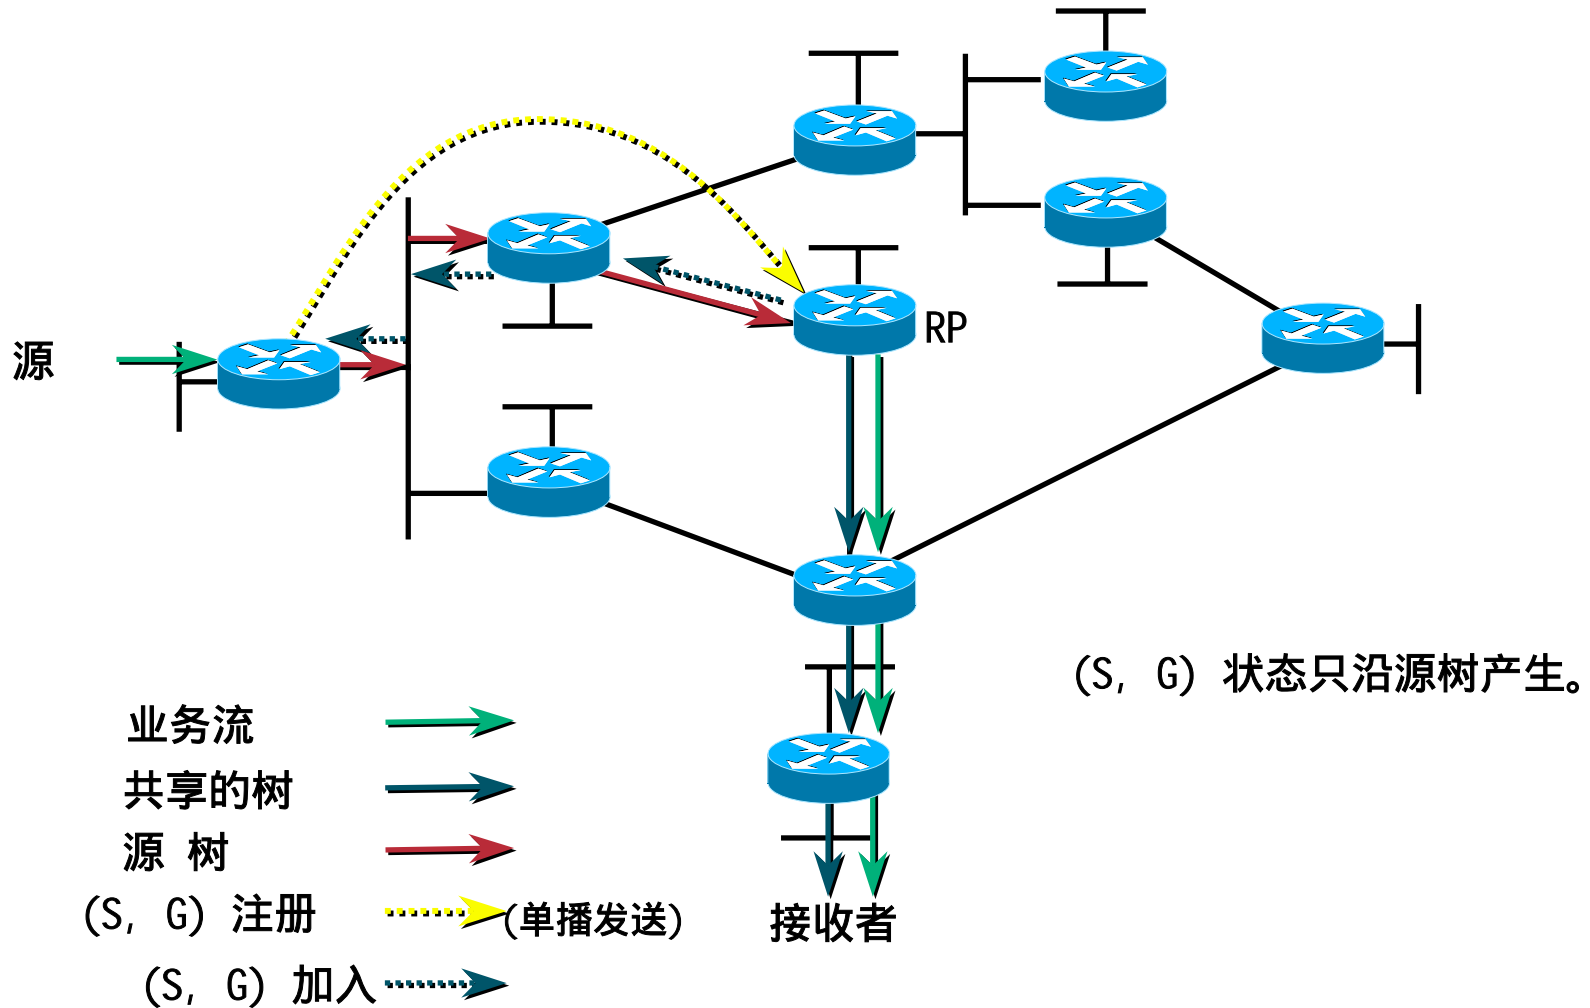 RP
源
(S, G) 状态只沿源树产生。
业务流
共享的树
源 树
(S, G) 注册
(单播发送)
接收者
(S, G) 加入